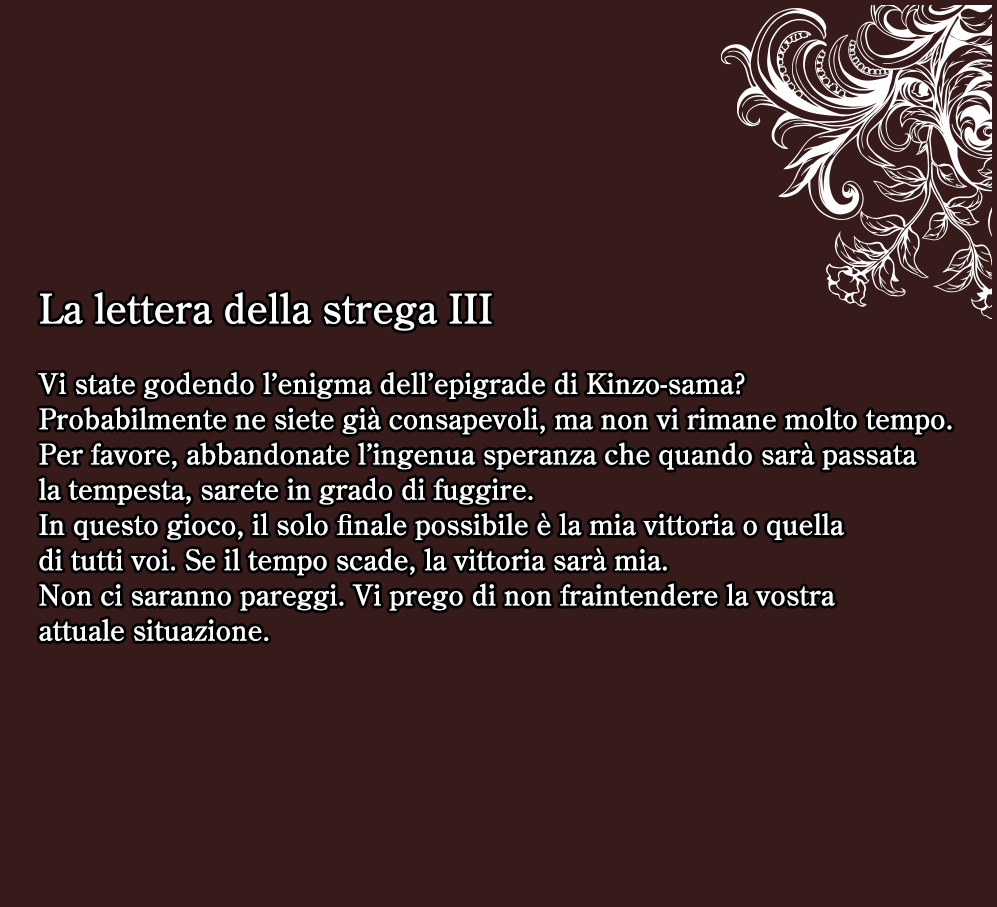 La lettera della strega III
Vi state godendo l’enigma dell’epigrade di Kinzo-sama?
Probabilmente ne siete già consapevoli, ma non vi rimane molto tempo.
Per favore, abbandonate l’ingenua speranza che quando sarà passata
la tempesta, sarete in grado di fuggire.
In questo gioco, il solo finale possibile è la mia vittoria o quella
di tutti voi. Se il tempo scade, la vittoria sarà mia.
Non ci saranno pareggi. Vi prego di non fraintendere la vostra
attuale situazione.